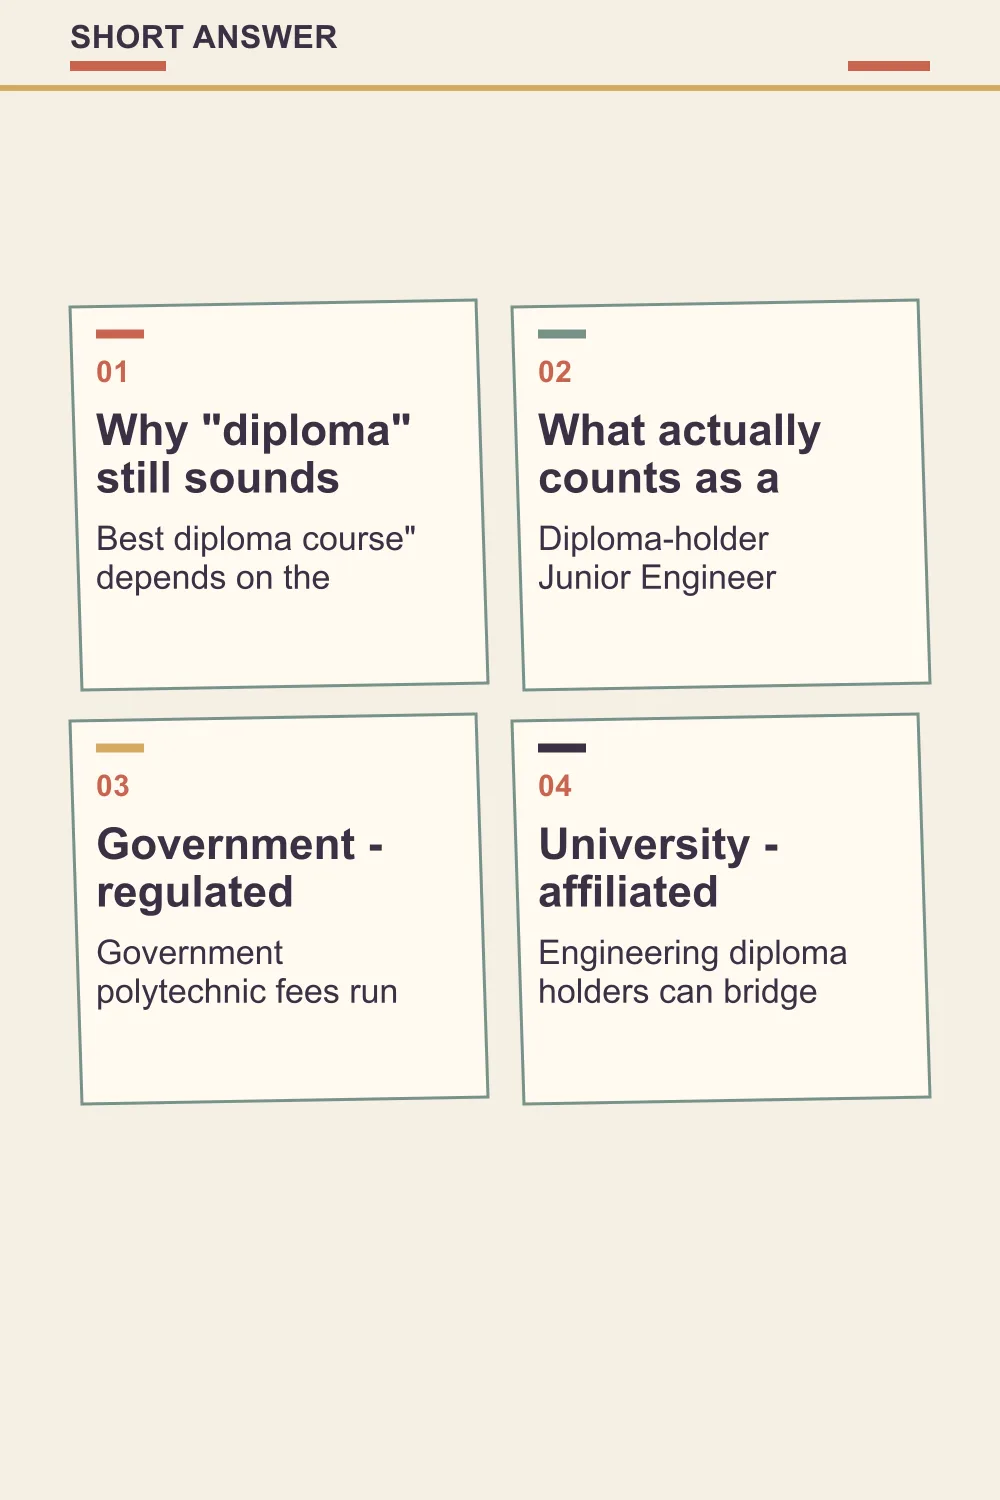 SHORT ANSWER
01
Why "diploma"
still sounds
Best diploma course"
depends on the
02
What actually
counts as a
Diploma-holder
Junior Engineer
03
Government -
regulated
Government
polytechnic fees run
04
University -
affiliated
Engineering diploma
holders can bridge